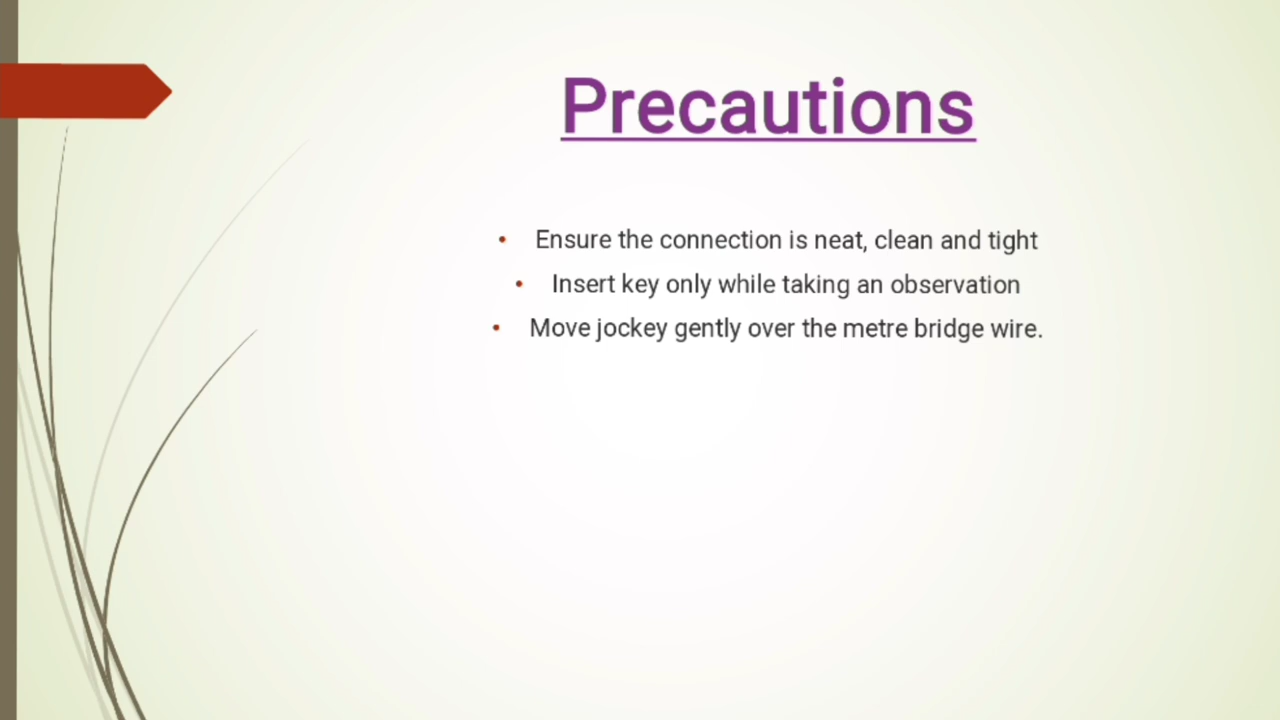 Precautions
• Ensure the connection is neat, clean and tight
• Insert key only while taking an observation
• Move jockey gently over the metre bridge wire.